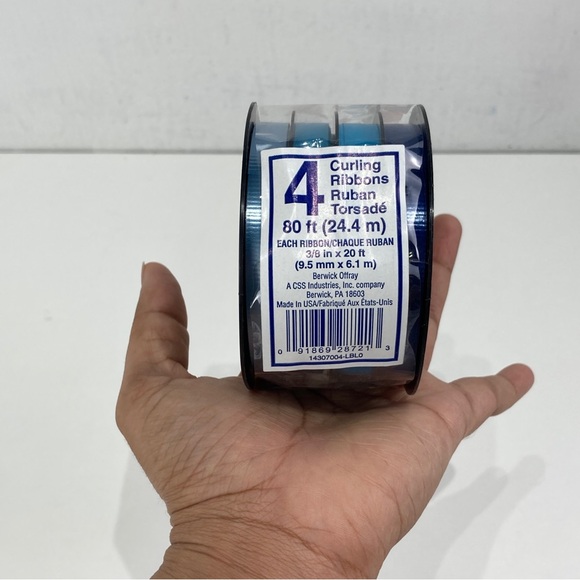 4
Curling
Ribbons
Ruban
Torsadé
80 ft (24.4 m)
EACH RIBBON/CHAQUE RUBAN
3/8 in x 20 ft
(9.5 mm x 6.1 m)
Berwick Offray
A CSS Industries, Inc. company
Berwick, PA 18603
Made In USA/Fabriqué Aux États-Unis
0 91869 28721 3
14307004-LBL0